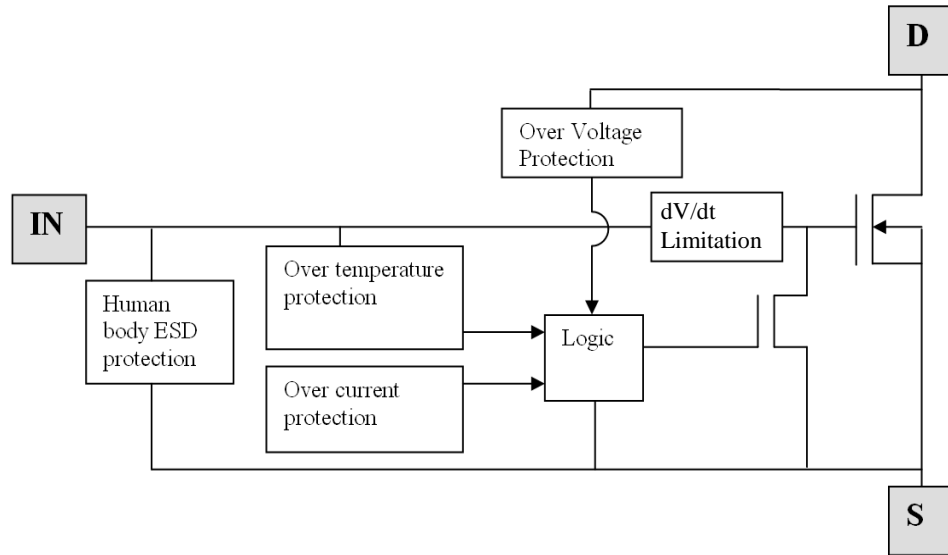 D
Over Voltage
Protection
IN
dV/dt
Limitation
Over temperature
protection
Human
body ESD
protection
Logic
Over current
protection
S